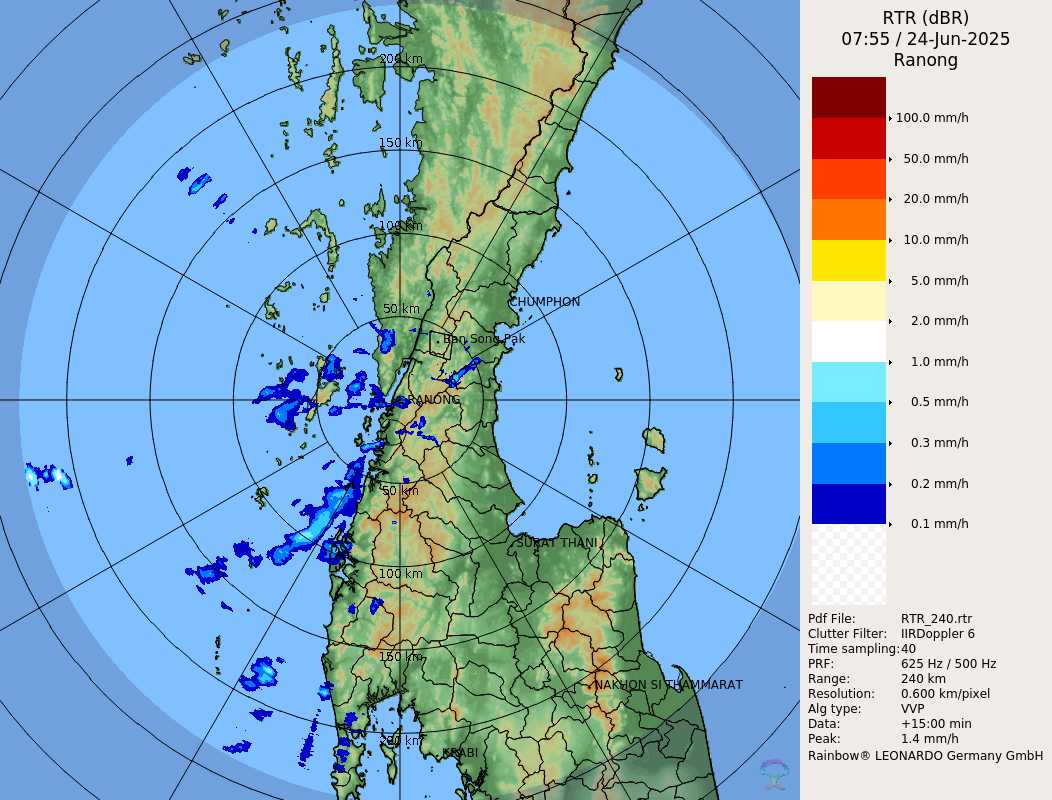 RTR (dBR)
07:55 / 24-Jun-2025
Ranong
100.0 mm/h
50.0 mm/h
20.0 mm/h
10.0 mm/h
5.0 mm/h
2.0 mm/h
1.0 mm/h
0.5 mm/h
0.3 mm/h
0.2 mm/h
0.1 mm/h
Pdf File: RTR_240.rtr
Clutter Filter: IIRDoppler 6
Time sampling: 40
PRF: 625 Hz / 500 Hz
Range: 240 km
Resolution: 0.600 km/pixel
Alg type: VVP
Data: +15:00 min
Peak: 1.4 mm/h
Rainbow® LEONARDO Germany GmbH
200 km
150 km
100 km
50 km
CHUMPHON
Ban Song Pak
RANONG
50 km
SURAT THANI
100 km
150 km
NAKHON SI THAMMARAT
200 km
KRABI